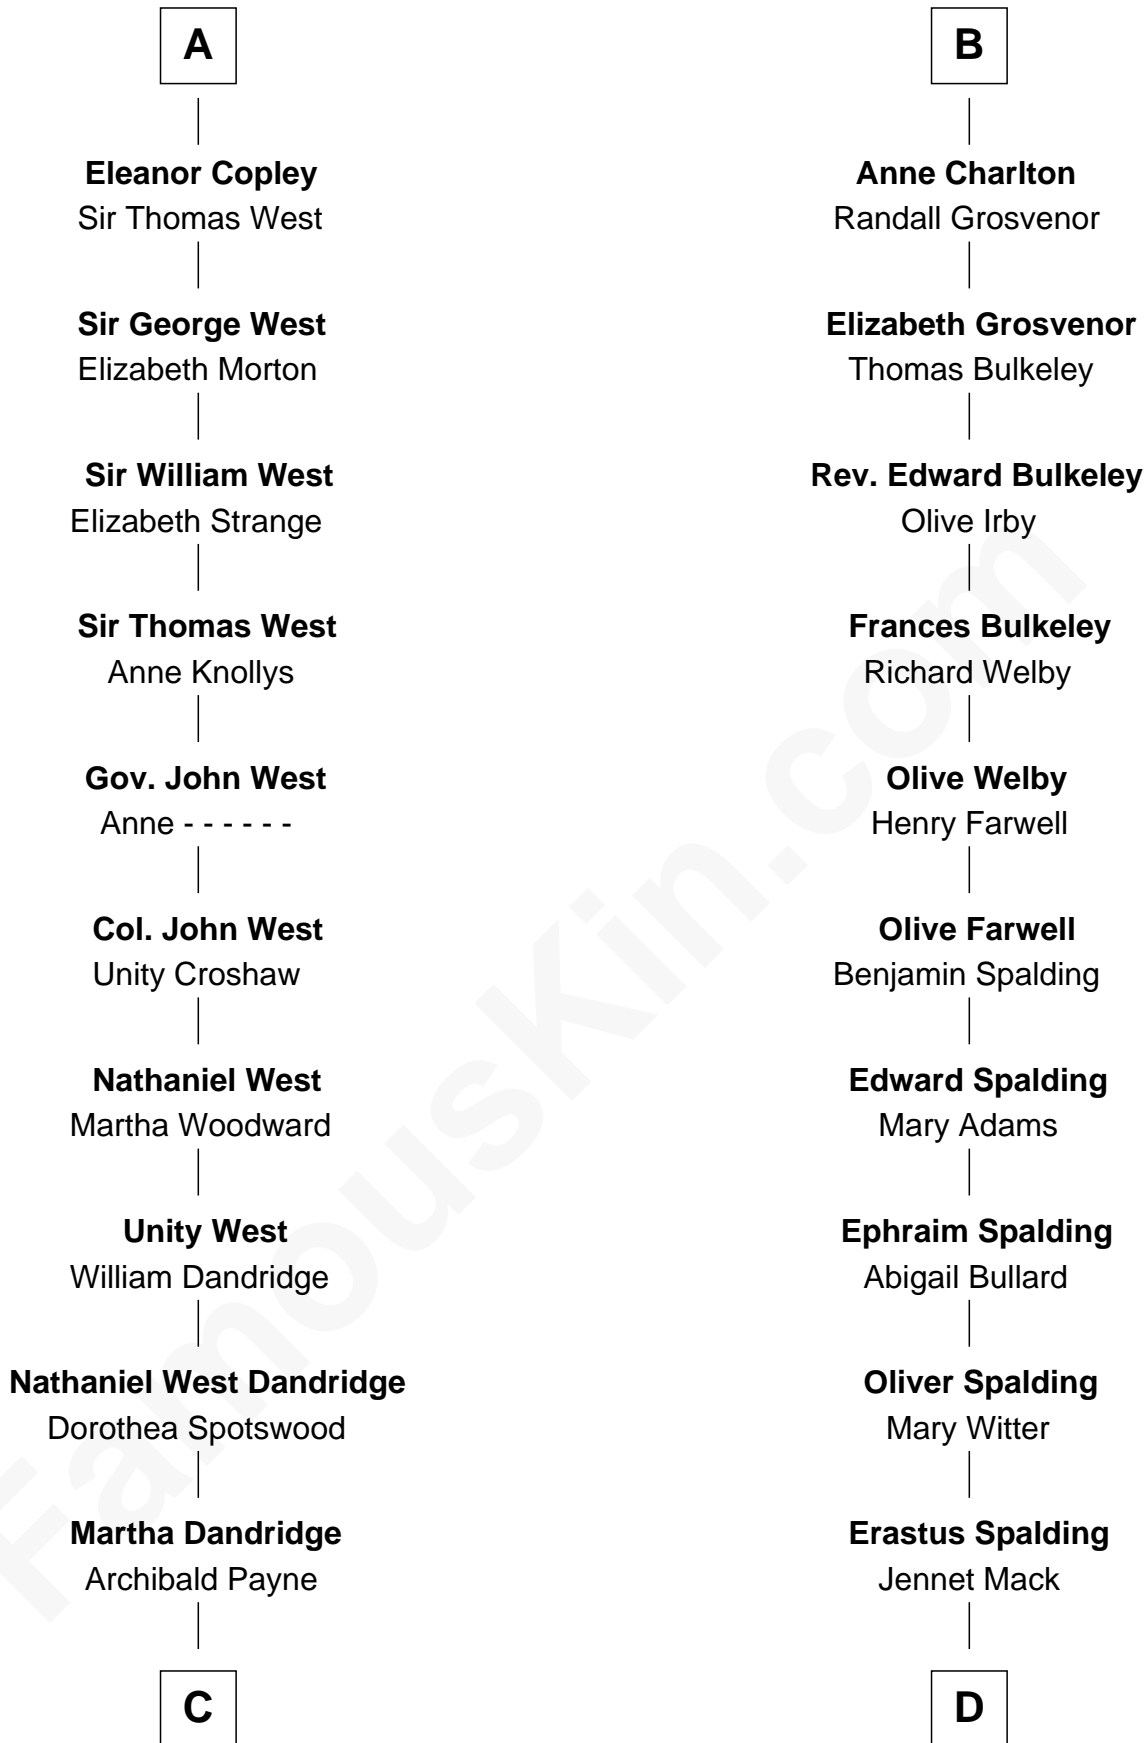 A
Eleanor Copley
Sir Thomas West
Sir George West
Elizabeth Morton
Sir William West
Elizabeth Strange
Sir Thomas West
Anne Knollys
Gov. John West
Anne - - - - - -
Col. John West
Unity Croshaw
Nathaniel West
Martha Woodward
Unity West
William Dandridge
Nathaniel West Dandridge
Dorothea Spotswood
Martha Dandridge
Archibald Payne
C
B
Anne Charlton
Randall Grosvenor
Elizabeth Grosvenor
Thomas Bulkeley
Rev. Edward Bulkeley
Olive Irby
Frances Bulkeley
Richard Welby
Olive Welby
Henry Farwell
Olive Farwell
Benjamin Spalding
Edward Spalding
Mary Adams
Ephraim Spalding
Abigail Bullard
Oliver Spalding
Mary Witter
Erastus Spalding
Jennet Mack
D
FamousKin.com